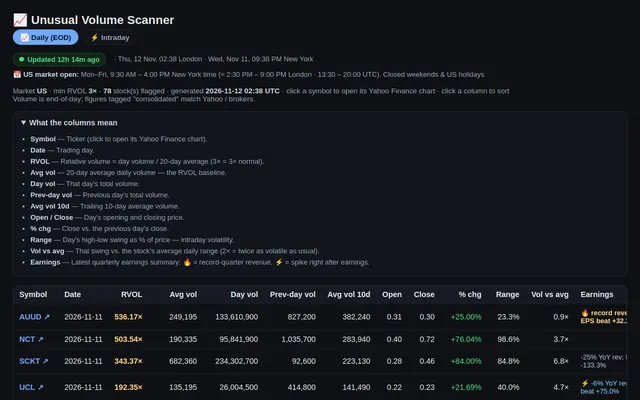 📈 Unusual Volume Scanner
📈 Daily (EOD) ⚡ Intraday
Updated 12h 14m ago · Thu, 12 Nov, 02:38 London · Wed, Nov 11, 09:38 PM New York
📅 US market open: Mon–Fri, 9:30 AM – 4:00 PM New York time (= 2:30 PM – 9:00 PM London · 13:30 – 20:00 UTC). Closed weekends & US holidays.
Market US · min RVOL 3× · 78 stock(s) flagged · generated 2026-11-12 02:38 UTC · click a symbol to open its Yahoo Finance chart · click a column to sort
Volume is end-of-day; figures tagged "consolidated" match Yahoo / brokers.
▼ What the columns mean
• Symbol — Ticker (click to open its Yahoo Finance chart).
• Date — Trading day.
• RVOL — Relative volume = day volume / 20-day average (3× = 3× normal).
• Avg vol — 20-day average daily volume — the RVOL baseline.
• Day vol — That day's total volume.
• Prev-day vol — Previous day's total volume.
• Avg vol 10d — Trailing 10-day average volume.
• Open / Close — Day's opening and closing price.
• % chg — Close vs. the previous day's close.
• Range — Day's high-low swing as % of price — intraday volatility.
• Vol vs avg — That swing vs. the stock's average daily range (2× = twice as volatile as usual).
• Earnings — Latest quarterly earnings summary, 🔥 = record-quarter revenue, ⚡ = spike right after earnings.
Symbol Date RVOL Avg vol Day vol Prev-day vol Avg vol 10d Open Close % chg Range Vol vs avg Earnings
AUUD ↗ 2026-11-11 536.17× 249,195 133,610,900 827,200 382,240 0.31 0.30 +25.00% 23.3% 0.9× 🔥 record
EPS beat
NCT ↗ 2026-11-11 503.54× 190,335 95,841,900 1,035,700 283,940 0.40 0.72 +76.04% 98.6% 3.7×
SCKT ↗ 2026-11-11 343.37× 682,360 234,302,700 92,600 223,130 0.28 0.46 +84.00% 84.8% 6.8× -25% YoY rev;
-133.3%
UCL ↗ 2026-11-11 192.35× 135,195 26,004,500 414,800 141,490 0.22 0.23 +21.69% 40.0% 4.7× ⚡ -6% YoY
beat +75.0%